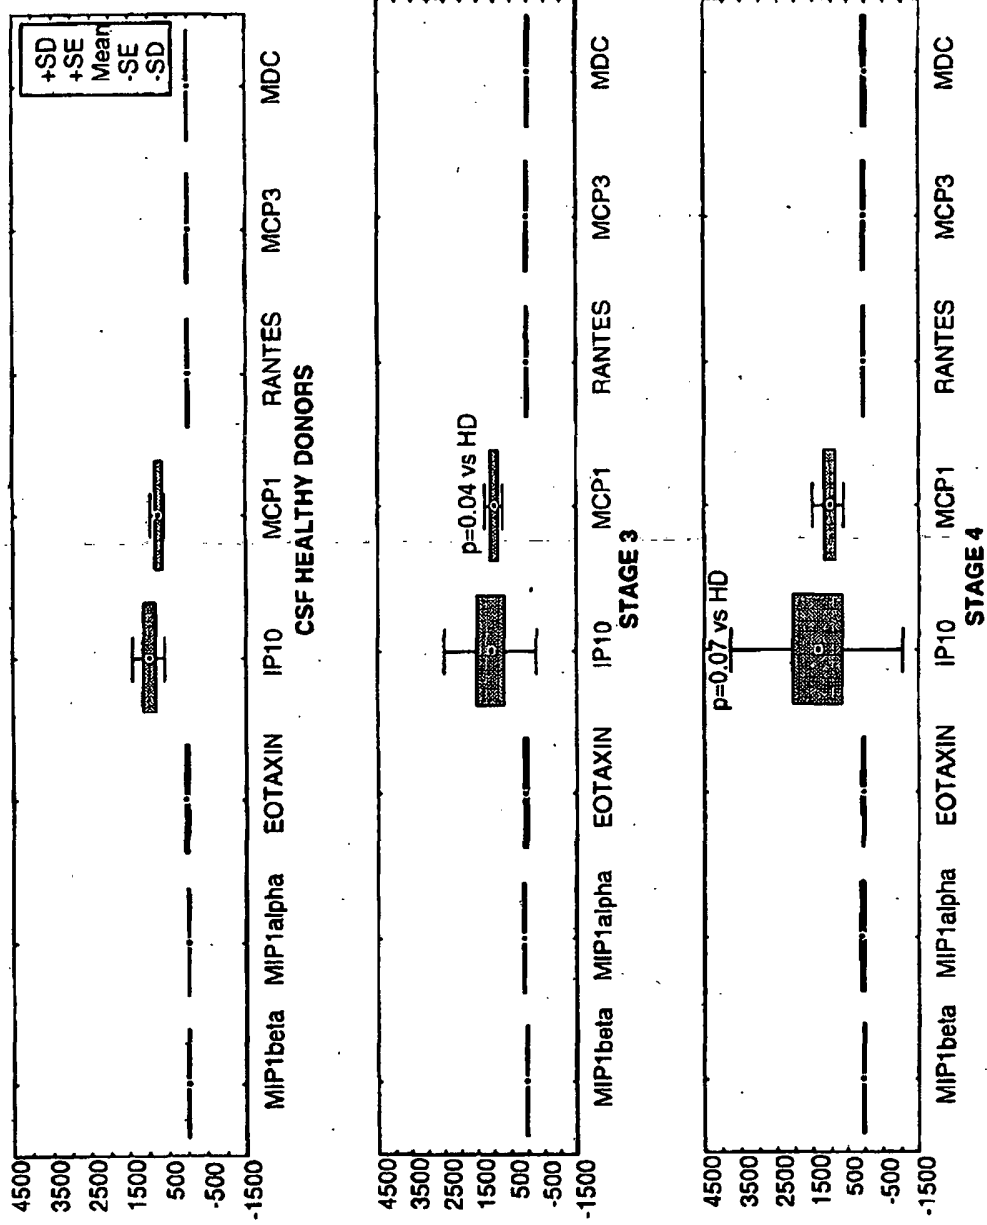 4500
3500
2500
1500
500
-500
-1500
+SD
+SE
Mean
-SE
-SD
MIP1beta MIP1alpha EOTAXIN IP10 MCP1 RANTES MCP3 MDC
CSF HEALTHY DONORS
4500
3500
2500
1500
500
-500
-1500
p=0.04 vs HD
MIP1beta MIP1alpha EOTAXIN IP10 MCP1 RANTES MCP3 MDC
STAGE 3
4500
3500
2500
1500
500
-500
-1500
p=0.07 vs HD
MIP1beta MIP1alpha EOTAXIN IP10 MCP1 RANTES MCP3 MDC
STAGE 4